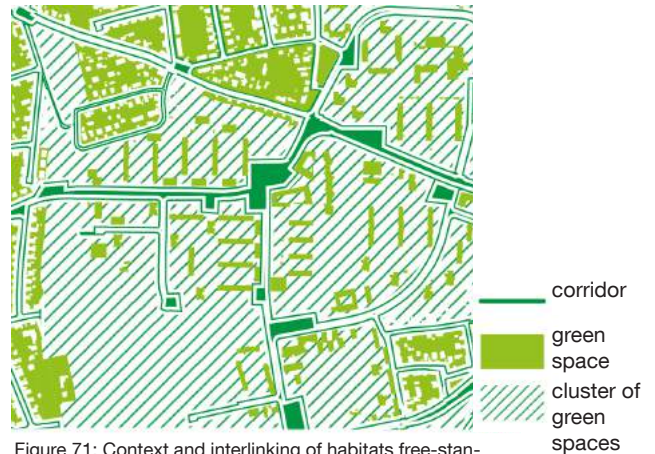 corridor
green
space
cluster of
green
spaces
Figure 71: Context and interlinking of habitats free-stan-